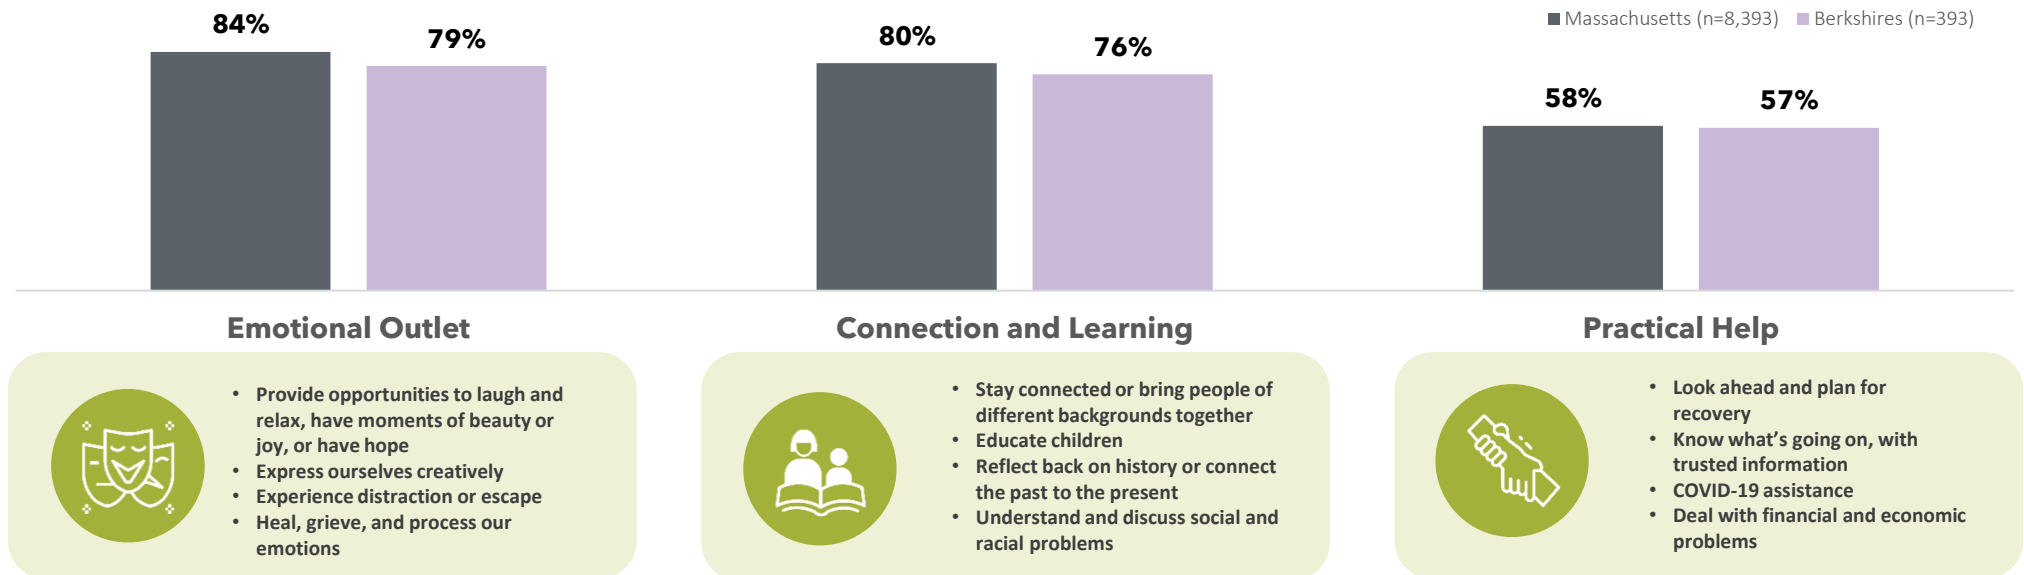 Massachusetts (n=8,393) Berkshires (n=393)
84%
79%
80%
76%
58%
57%
Emotional Outlet
• Provide opportunities to laugh and
relax, have moments of beauty or
joy, or have hope
• Express ourselves creatively
• Experience distraction or escape
• Heal, grieve, and process our
emotions
Connection and Learning
• Stay connected or bring people of
different backgrounds together
• Educate children
• Reflect back on history or connect
the past to the present
• Understand and discuss social and
racial problems
Practical Help
• Look ahead and plan for
recovery
• Know what’s going on, with
trusted information
• COVID-19 assistance
• Deal with financial and economic
problems